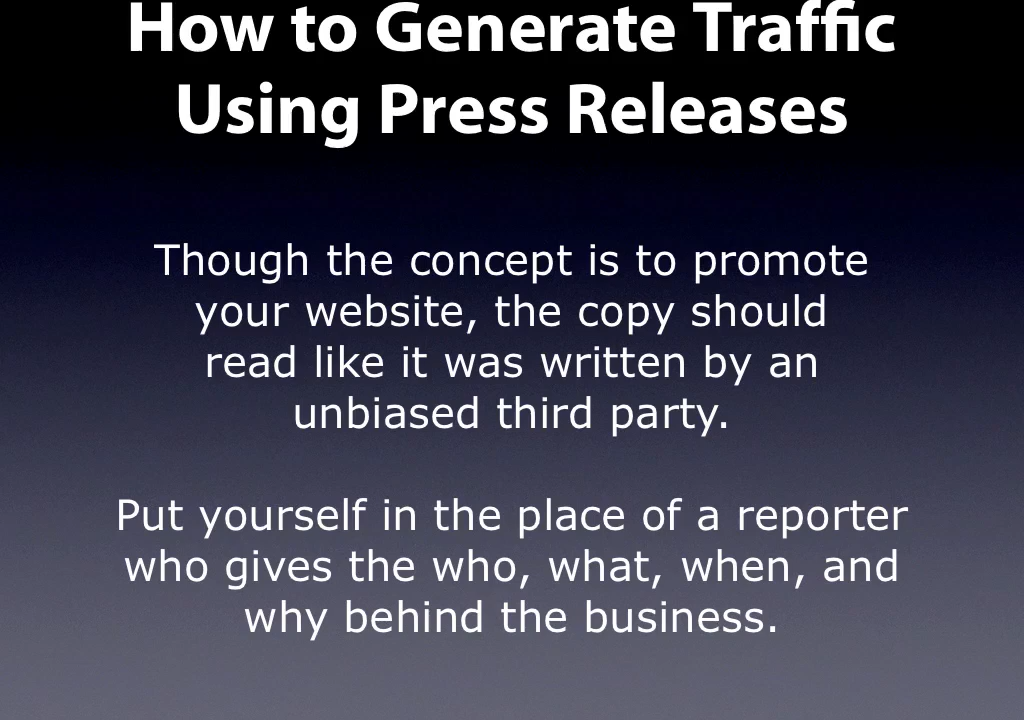 How to Generate Traffic
Using Press Releases
Though the concept is to promote
your website, the copy should
read like it was written by an
unbiased third party.
Put yourself in the place of a reporter
who gives the who, what, when, and
why behind the business.